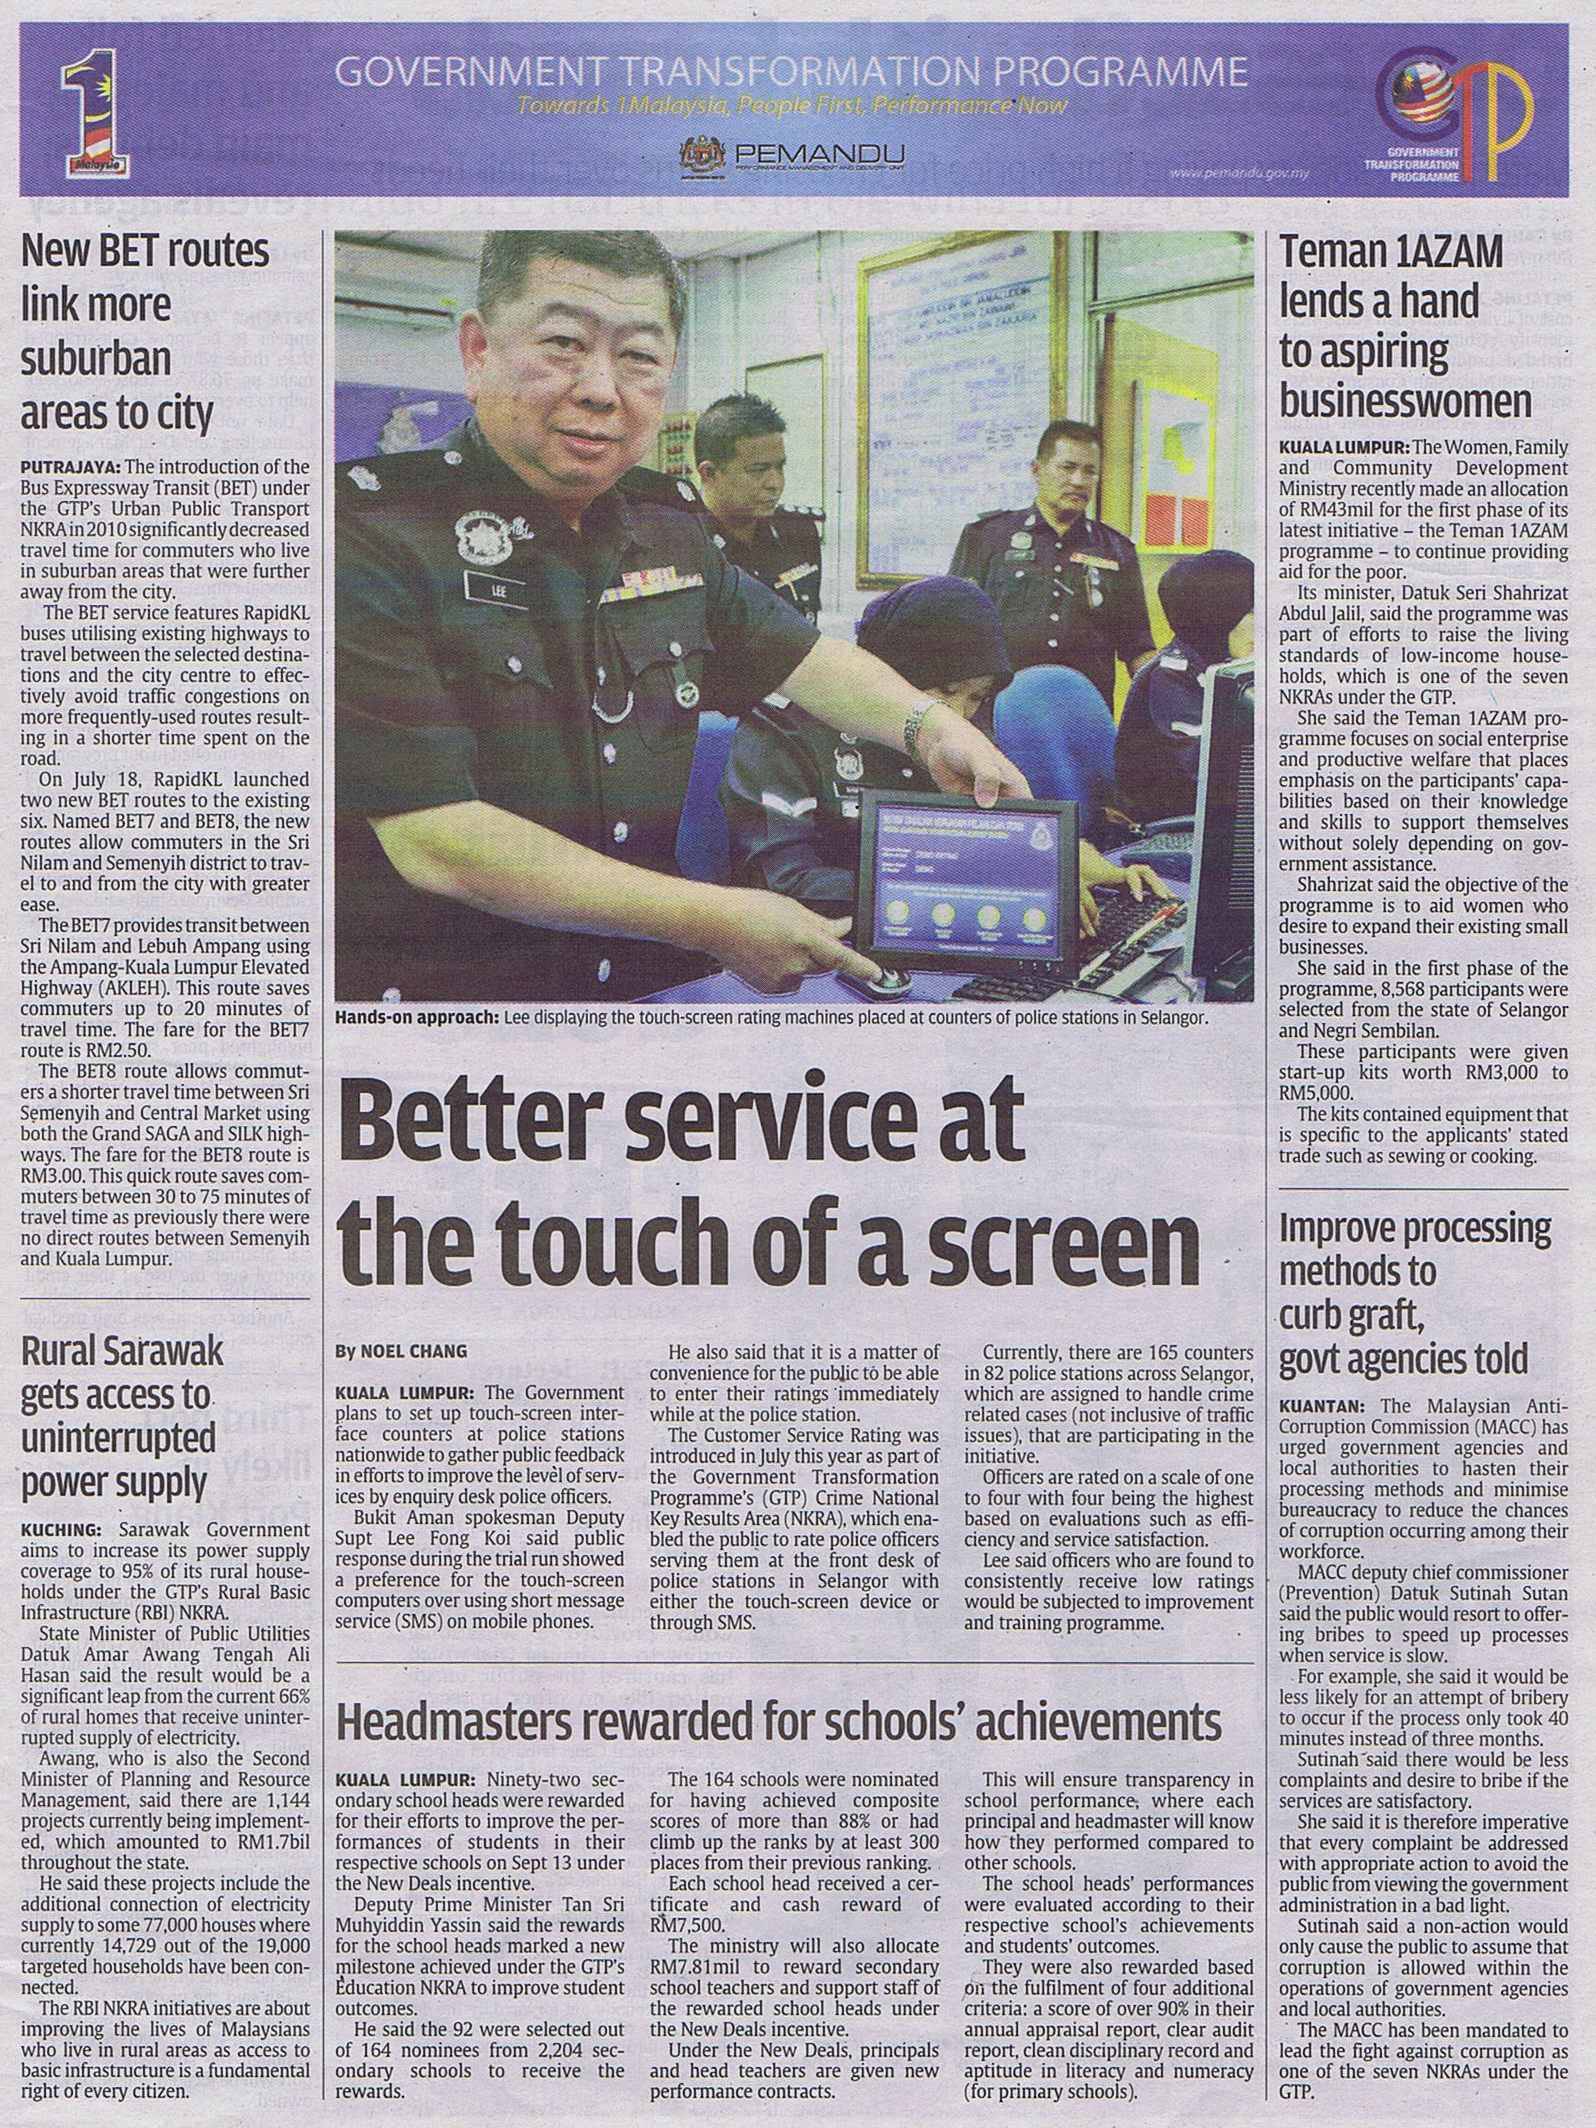 1
Malaysia
GOVERNMENT TRANSFORMATION PROGRAMME
Towards 1Malaysia, People First, Performance Now
PEMANDU
PERFORMANCE MANAGEMENT AND DELIVERY UNIT
www.pemandu.gov.my
GTP
GOVERNMENT
TRANSFORMATION
PROGRAMME
New BET routes
link more
suburban
areas to city
PUTRAJAYA: The introduction of the
Bus Expressway Transit (BET) under
the GTP's Urban Public Transport
NKRA in 2010 significantly decreased
travel time for commuters who live
in suburban areas that were further
away from the city.
The BET service features RapidKL
buses utilising existing highways to
travel between the selected destina-
tions and the city centre to effec-
tively avoid traffic congestions on
more frequently-used routes result-
ing in a shorter time spent on the
road.
On July 18, RapidKL launched
two new BET routes to the existing
six. Named BET7 and BET8, the new
routes allow commuters in the Sri
Nilam and Semenyih district to trav-
el to and from the city with greater
ease.
The BET7 provides transit between
Sri Nilam and Lebuh Ampang using
the Ampang-Kuala Lumpur Elevated
Highway (AKLEH). This route saves
commuters up to 20 minutes of
travel time. The fare for the BET7
route is RM2.50.
The BET8 route allows commut-
ers a shorter travel time between Sri
Semenyih and Central Market using
both the Grand SAGA and SILK high-
ways. The fare for the BET8 route is
RM3.00. This quick route saves com-
muters between 30 to 75 minutes of
travel time as previously there were
no direct routes between Semenyih
and Kuala Lumpur.
Rural Sarawak
gets access to
uninterrupted
power supply
KUCHING: Sarawak Government
aims to increase its power supply
coverage to 95% of its rural house-
holds under the GTP's Rural Basic
Infrastructure (RBI) NKRA.
State Minister of Public Utilities
Datuk Amar Awang Tengah Ali
Hasan said the result would be a
significant leap from the current 66%
of rural homes that receive uninter-
rupted supply of electricity.
Awang, who is also the Second
Minister of Planning and Resource
Management, said there are 1,144
projects currently being implement-
ed, which amounted to RM1.7bil
throughout the state.
He said these projects include the
additional connection of electricity
supply to some 77,000 houses where
currently 14,729 out of the 19,000
targeted households have been con-
nected.
The RBI NKRA initiatives are about
improving the lives of Malaysians
who live in rural areas as access to
basic infrastructure is a fundamental
right of every citizen.
LEE
Hands-on approach: Lee displaying the touch-screen rating machines placed at counters of police stations in Selangor.
Better service at
the touch of a screen
By NOEL CHANG
KUALA LUMPUR: The Government
plans to set up touch-screen inter-
face counters at police stations
nationwide to gather public feedback
in efforts to improve the level of serv-
ices by enquiry desk police officers.
Bukit Aman spokesman Deputy
Supt Lee Fong Koi said public
response during the trial run showed
a preference for the touch-screen
computers over using short message
service (SMS) on mobile phones.
He also said that it is a matter of
convenience for the public to be able
to enter their ratings immediately
while at the police station.
The Customer Service Rating was
introduced in July this year as part of
the Government Transformation
Programme's (GTP) Crime National
Key Results Area (NKRA), which ena-
bled the public to rate police officers
serving them at the front desk of
police stations in Selangor with
either the touch-screen device or
through SMS.
Currently, there are 165 counters
in 82 police stations across Selangor,
which are assigned to handle crime
related cases (not inclusive of traffic
issues), that are participating in the
initiative.
Officers are rated on a scale of one
to four with four being the highest
based on evaluations such as effi-
ciency and service satisfaction.
Lee said officers who are found to
consistently receive low ratings
would be subjected to improvement
and training programme.
Headmasters rewarded for schools' achievements
KUALA LUMPUR: Ninety-two sec-
ondary school heads were rewarded
for their efforts to improve the per-
formances of students in their
respective schools on Sept 13 under
the New Deals incentive.
Deputy Prime Minister Tan Sri
Muhyiddin Yassin said the rewards
for the school heads marked a new
milestone achieved under the GTP's
Education NKRA to improve student
outcomes.
He said the 92 were selected out
of 164 nominees from 2,204 sec-
ondary schools to receive the
rewards.
The 164 schools were nominated
for having achieved composite
scores of more than 88% or had
climb up the ranks by at least 300
places from their previous ranking.
Each school head received a cer-
tificate and cash reward of
RM7,500.
The ministry will also allocate
RM7.81mil to reward secondary
school teachers and support staff of
the rewarded school heads under
the New Deals incentive.
Under the New Deals, principals
and head teachers are given new
performance contracts.
This will ensure transparency in
school performance, where each
principal and headmaster will know
how they performed compared to
other schools.
The school heads' performances
were evaluated according to their
respective school's achievements
and students' outcomes.
They were also rewarded based
on the fulfilment of four additional
criteria: a score of over 90% in their
annual appraisal report, clear audit
report, clean disciplinary record and
aptitude in literacy and numeracy
(for primary schools).
Teman 1AZAM
lends a hand
to aspiring
businesswomen
KUALA LUMPUR: The Women, Family
and Community Development
Ministry recently made an allocation
of RM43mil for the first phase of its
latest initiative – the Teman 1AZAM
programme – to continue providing
aid for the poor.
Its minister, Datuk Seri Shahrizat
Abdul Jalil, said the programme was
part of efforts to raise the living
standards of low-income house-
holds, which is one of the seven
NKRAs under the GTP.
She said the Teman 1AZAM pro-
gramme focuses on social enterprise
and productive welfare that places
emphasis on the participants' capa-
bilities based on their knowledge
and skills to support themselves
without solely depending on gov-
ernment assistance.
Shahrizat said the objective of the
programme is to aid women who
desire to expand their existing small
businesses.
She said in the first phase of the
programme, 8,568 participants were
selected from the state of Selangor
and Negri Sembilan.
These participants were given
start-up kits worth RM3,000 to
RM5,000.
The kits contained equipment that
is specific to the applicants' stated
trade such as sewing or cooking.
Improve processing
methods to
curb graft,
govt agencies told
KUANTAN: The Malaysian Anti-
Corruption Commission (MACC) has
urged government agencies and
local authorities to hasten their
processing methods and minimise
bureaucracy to reduce the chances
of corruption occurring among their
workforce.
MACC deputy chief commissioner
(Prevention) Datuk Sutinah Sutan
said the public would resort to offer-
ing bribes to speed up processes
when service is slow.
For example, she said it would be
less likely for an attempt of bribery
to occur if the process only took 40
minutes instead of three months.
Sutinah said there would be less
complaints and desire to bribe if the
services are satisfactory.
She said it is therefore imperative
that every complaint be addressed
with appropriate action to avoid the
public from viewing the government
administration in a bad light.
Sutinah said a non-action would
only cause the public to assume that
corruption is allowed within the
operations of government agencies
and local authorities.
The MACC has been mandated to
lead the fight against corruption as
one of the seven NKRAs under the
GTP.